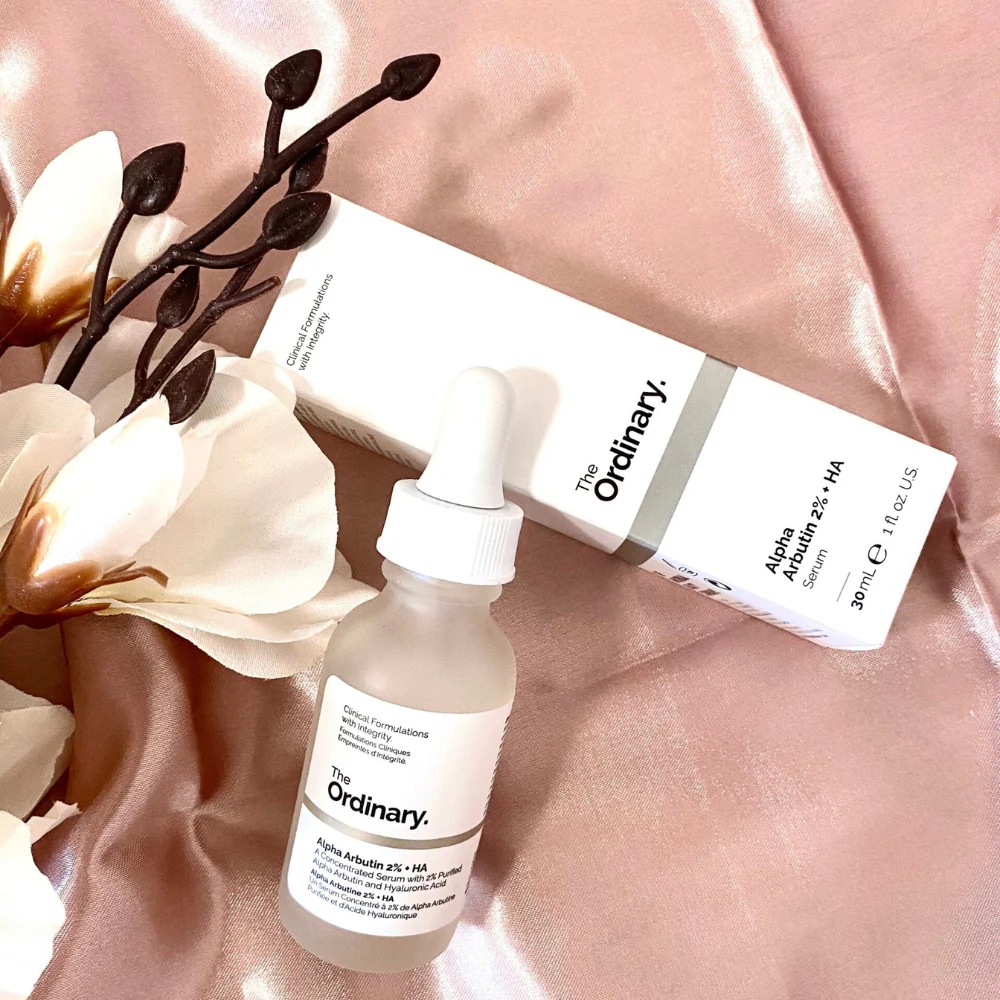 Clinical Formulations
with Integrity.
The
Ordinary.
Alpha
Arbutin 2% + HA
Serum
30 mL ℮ 1 fl. oz. U.S.
Clinical Formulations
with Integrity.
Formulations Cliniques
Empreintes d'Intégrité.
The
Ordinary.
Alpha Arbutin 2% + HA
A Concentrated Serum with 2% Purified
Alpha Arbutin and Hyaluronic Acid
Alpha Arbutine 2% + HA
Un Serum Concentré à 2% de Alpha Arbutine
Purifiée et d'Acide Hyaluronique